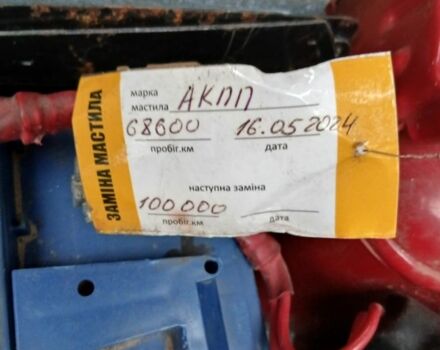 ЗАМІНА МАСТИЛА
марка
мастила АКПП
68600 16.05 2024
пробіг.км дата
наступна заміна
100 000
пробіг.км дата